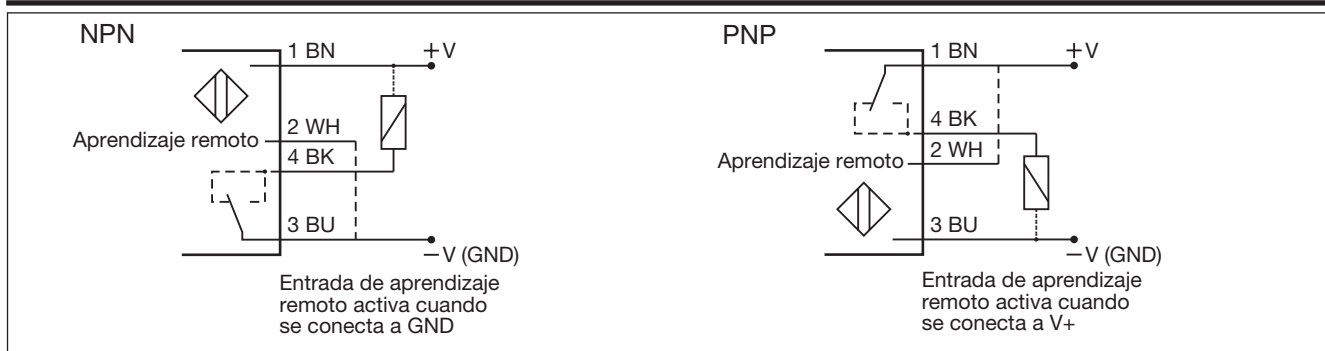 NPN
1 BN
+V
Aprendizaje remoto
2 WH
4 BK
3 BU
−V (GND)
Entrada de aprendizaje
remoto activa cuando
se conecta a GND
PNP
1 BN
+V
4 BK
Aprendizaje remoto
2 WH
3 BU
−V (GND)
Entrada de aprendizaje
remoto activa cuando
se conecta a V+